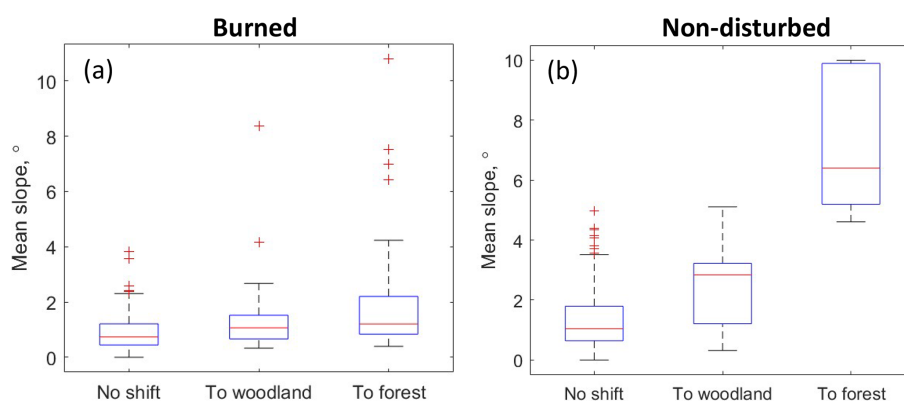 Burned
(a)
Mean slope, °
10
8
6
4
2
0
No shift To woodland To forest
Non-disturbed
(b)
Mean slope, °
10
8
6
4
2
0
No shift To woodland To forest